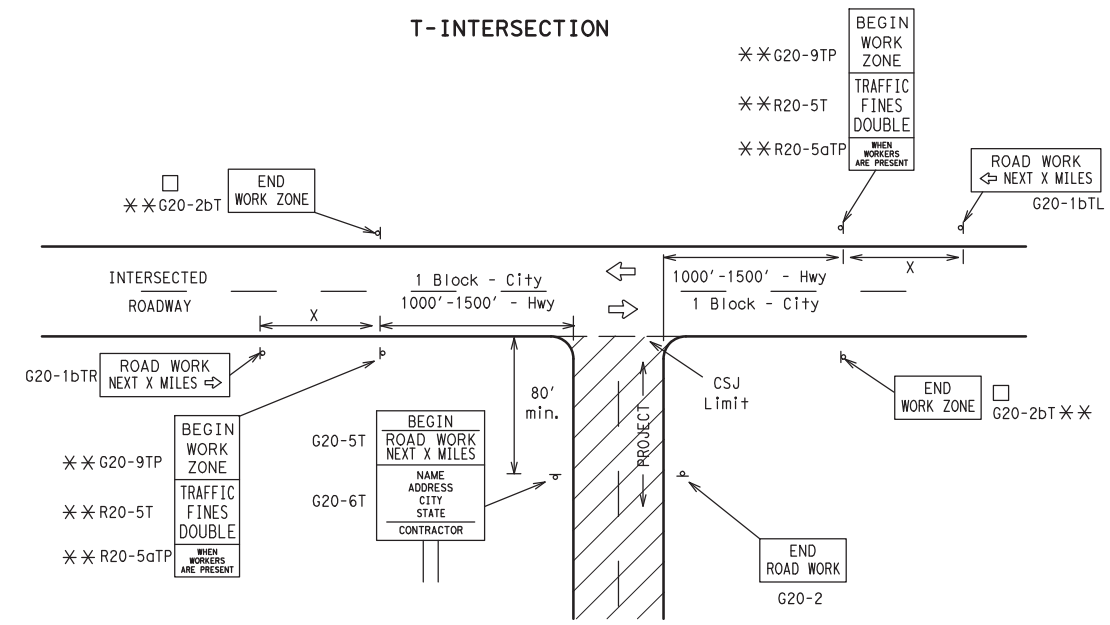 T-INTERSECTION
BEGIN
WORK
ZONE
TRAFFIC
FINES
DOUBLE
WHEN
WORKERS
ARE PRESENT
**G20-9TP
**R20-5T
**R20-5aTP
ROAD WORK
⇦ NEXT X MILES
G20-1bTL
END
WORK ZONE
□
**G20-2bT
INTERSECTED
ROADWAY
1 Block - City
1000'-1500' - Hwy
X
1000'-1500' - Hwy
1 Block - City
X
G20-1bTR
ROAD WORK
NEXT X MILES ⇨
80'
min.
PROJECT
CSJ
Limit
END
WORK ZONE
□
G20-2bT**
BEGIN
WORK
ZONE
TRAFFIC
FINES
DOUBLE
WHEN
WORKERS
ARE PRESENT
**G20-9TP
**R20-5T
**R20-5aTP
G20-5T
BEGIN
ROAD WORK
NEXT X MILES
G20-6T
NAME
ADDRESS
CITY
STATE
CONTRACTOR
END
ROAD WORK
G20-2